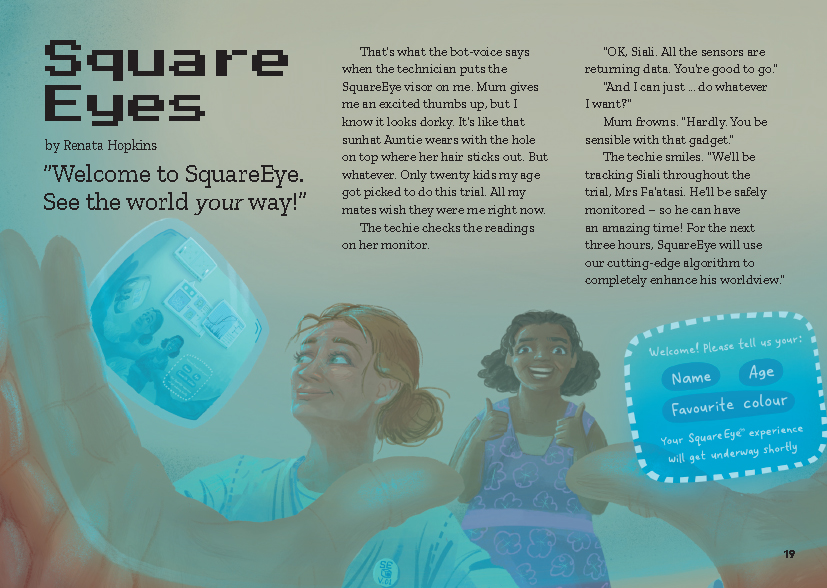 Square
Eyes
by Renata Hopkins
"Welcome to SquareEye.
See the world your way!"
That's what the bot-voice says
when the technician puts the
SquareEye visor on me. Mum gives
me an excited thumbs up, but I
know it looks dorky. It's like that
sunhat Auntie wears with the hole
on top where her hair sticks out. But
whatever. Only twenty kids my age
got picked to do this trial. All my
mates wish they were me right now.
The techie checks the readings
on her monitor.
"OK, Siali. All the sensors are
returning data. You're good to go."
"And I can just ... do whatever
I want?"
Mum frowns. "Hardly. You be
sensible with that gadget."
The techie smiles. "We'll be
tracking Siali throughout the
trial, Mrs Fa'atasi. He'll be safely
monitored – so he can have
an amazing time! For the next
three hours, SquareEye will use
our cutting-edge algorithm to
completely enhance his worldview."
Welcome! Please tell us your:
Name Age
Favourite colour
Your SquareEye™ experience
will get underway shortly
SE
V.01
19